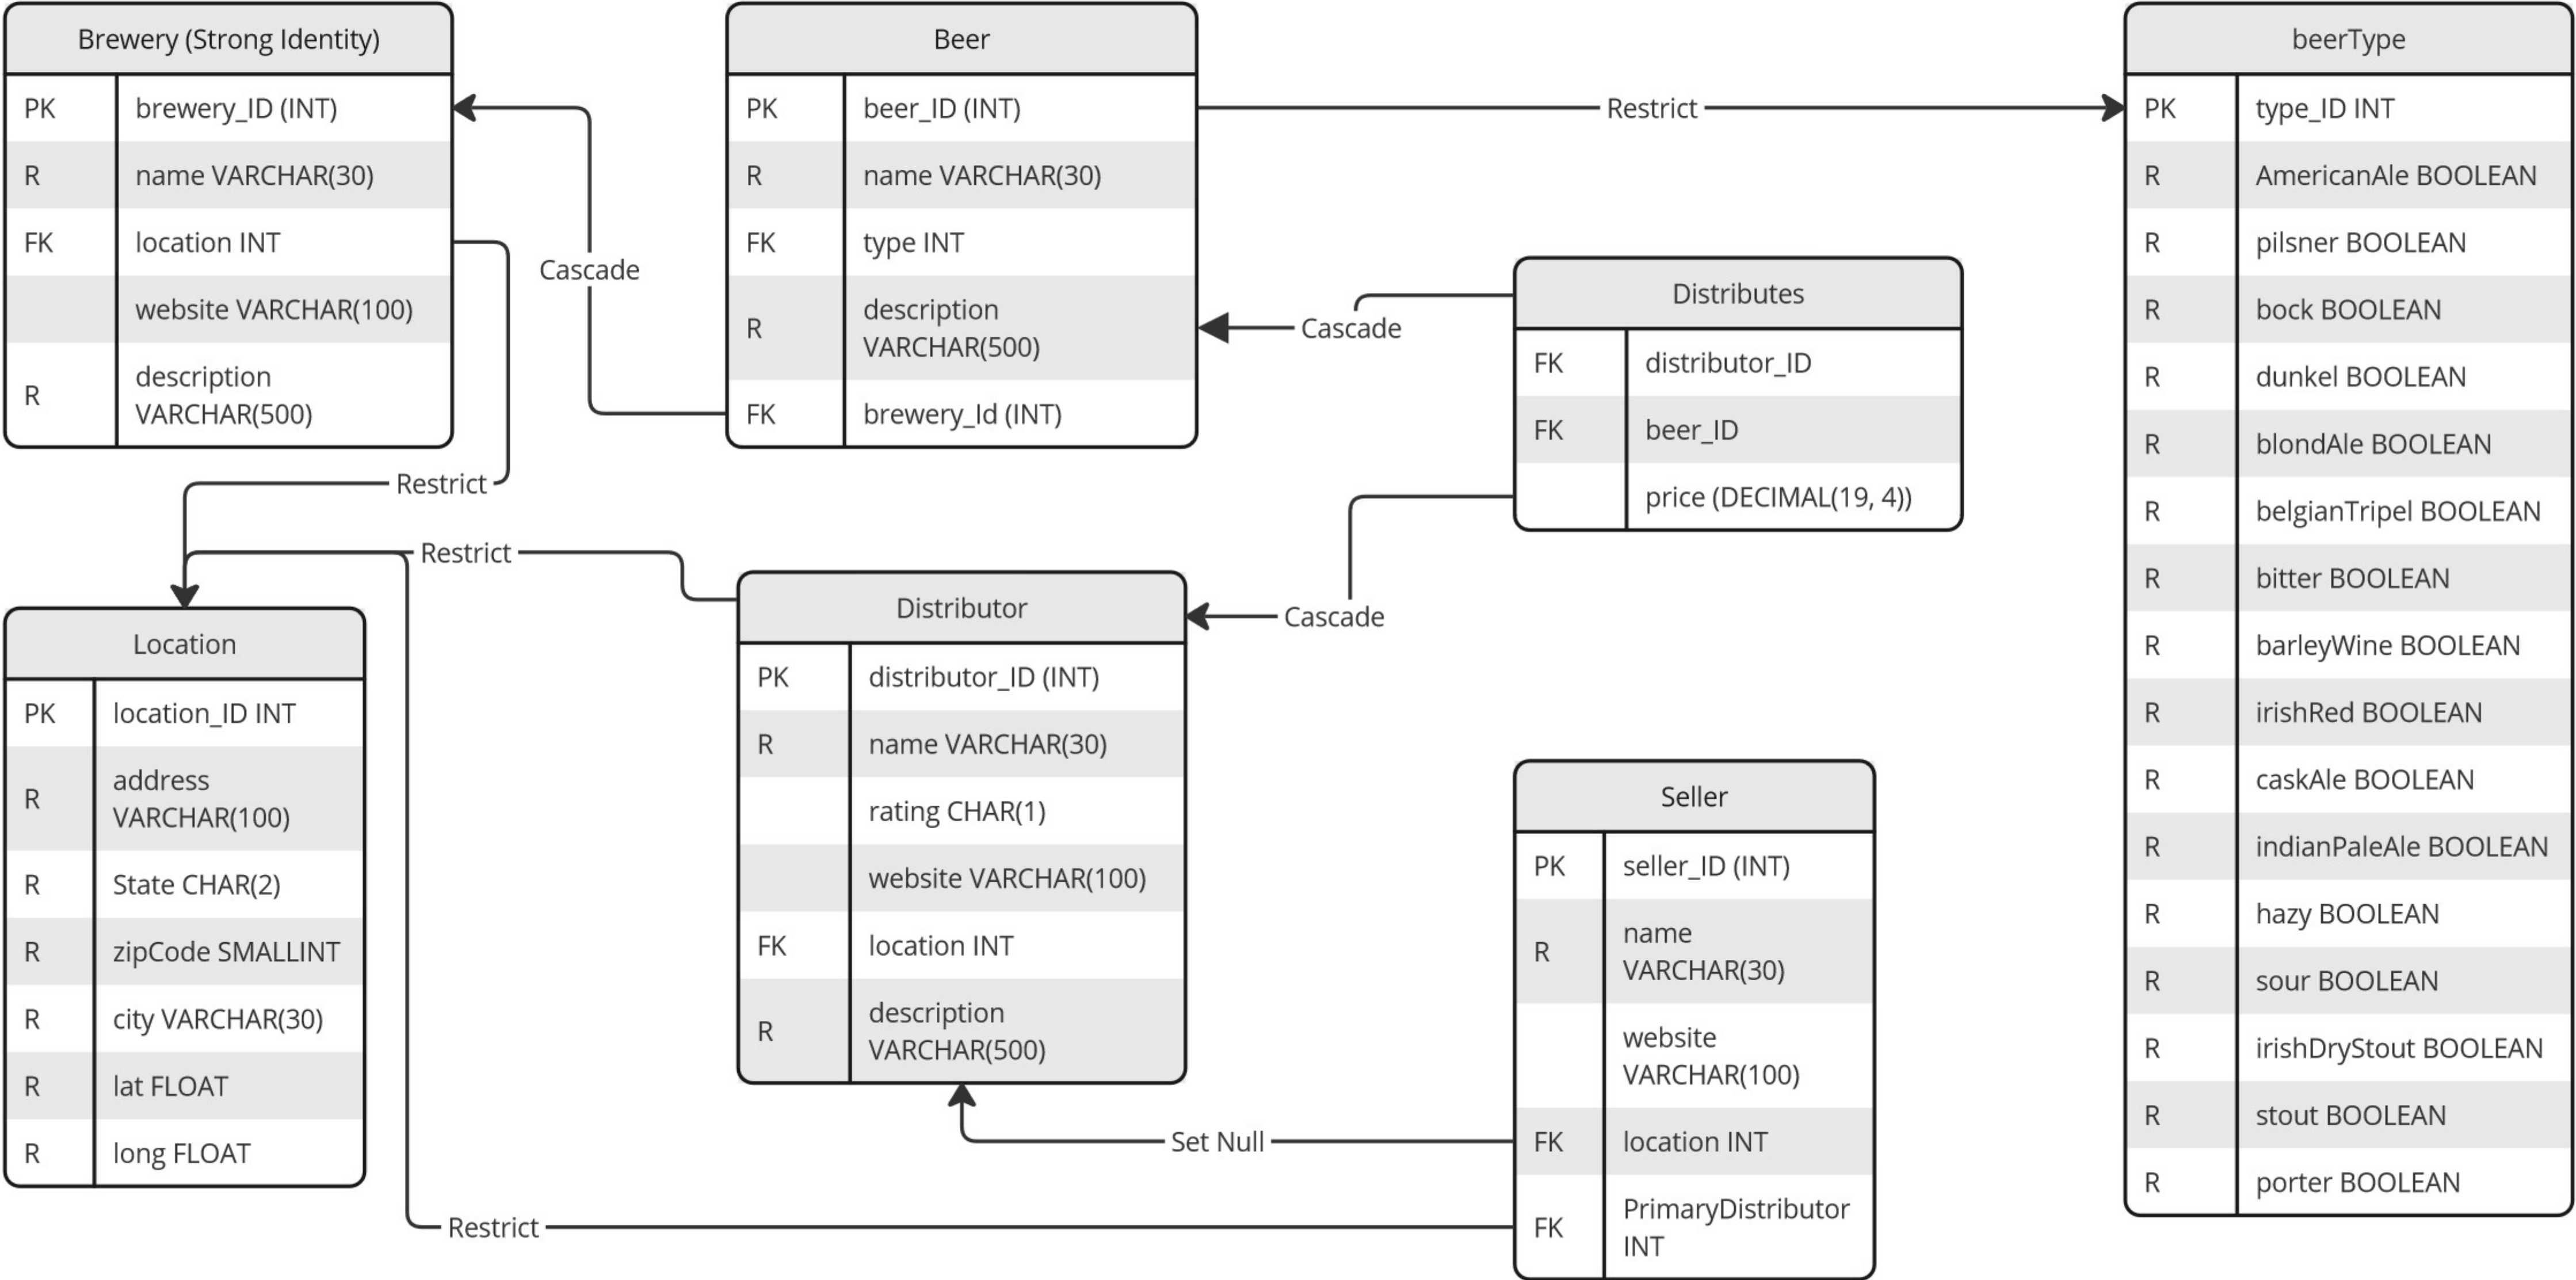 Brewery (Strong Identity)
PK brewery_ID (INT)
R name VARCHAR(30)
FK location INT
website VARCHAR(100)
R description
VARCHAR(500)
Cascade
Restrict
Beer
PK beer_ID (INT)
R name VARCHAR(30)
FK type INT
R description
VARCHAR(500)
FK brewery_Id (INT)
Restrict
Cascade
Distributes
FK distributor_ID
FK beer_ID
price (DECIMAL(19, 4))
Cascade
beerType
PK type_ID INT
R AmericanAle BOOLEAN
R pilsner BOOLEAN
R bock BOOLEAN
R dunkel BOOLEAN
R blondAle BOOLEAN
R belgianTripel BOOLEAN
R bitter BOOLEAN
R barleyWine BOOLEAN
R irishRed BOOLEAN
R caskAle BOOLEAN
R indianPaleAle BOOLEAN
R hazy BOOLEAN
R sour BOOLEAN
R irishDryStout BOOLEAN
R stout BOOLEAN
R porter BOOLEAN
Restrict
Location
PK location_ID INT
R address
VARCHAR(100)
R State CHAR(2)
R zipCode SMALLINT
R city VARCHAR(30)
R lat FLOAT
R long FLOAT
Distributor
PK distributor_ID (INT)
R name VARCHAR(30)
rating CHAR(1)
website VARCHAR(100)
FK location INT
R description
VARCHAR(500)
Set Null
Restrict
Seller
PK seller_ID (INT)
R name
VARCHAR(30)
website
VARCHAR(100)
FK location INT
FK PrimaryDistributor
INT